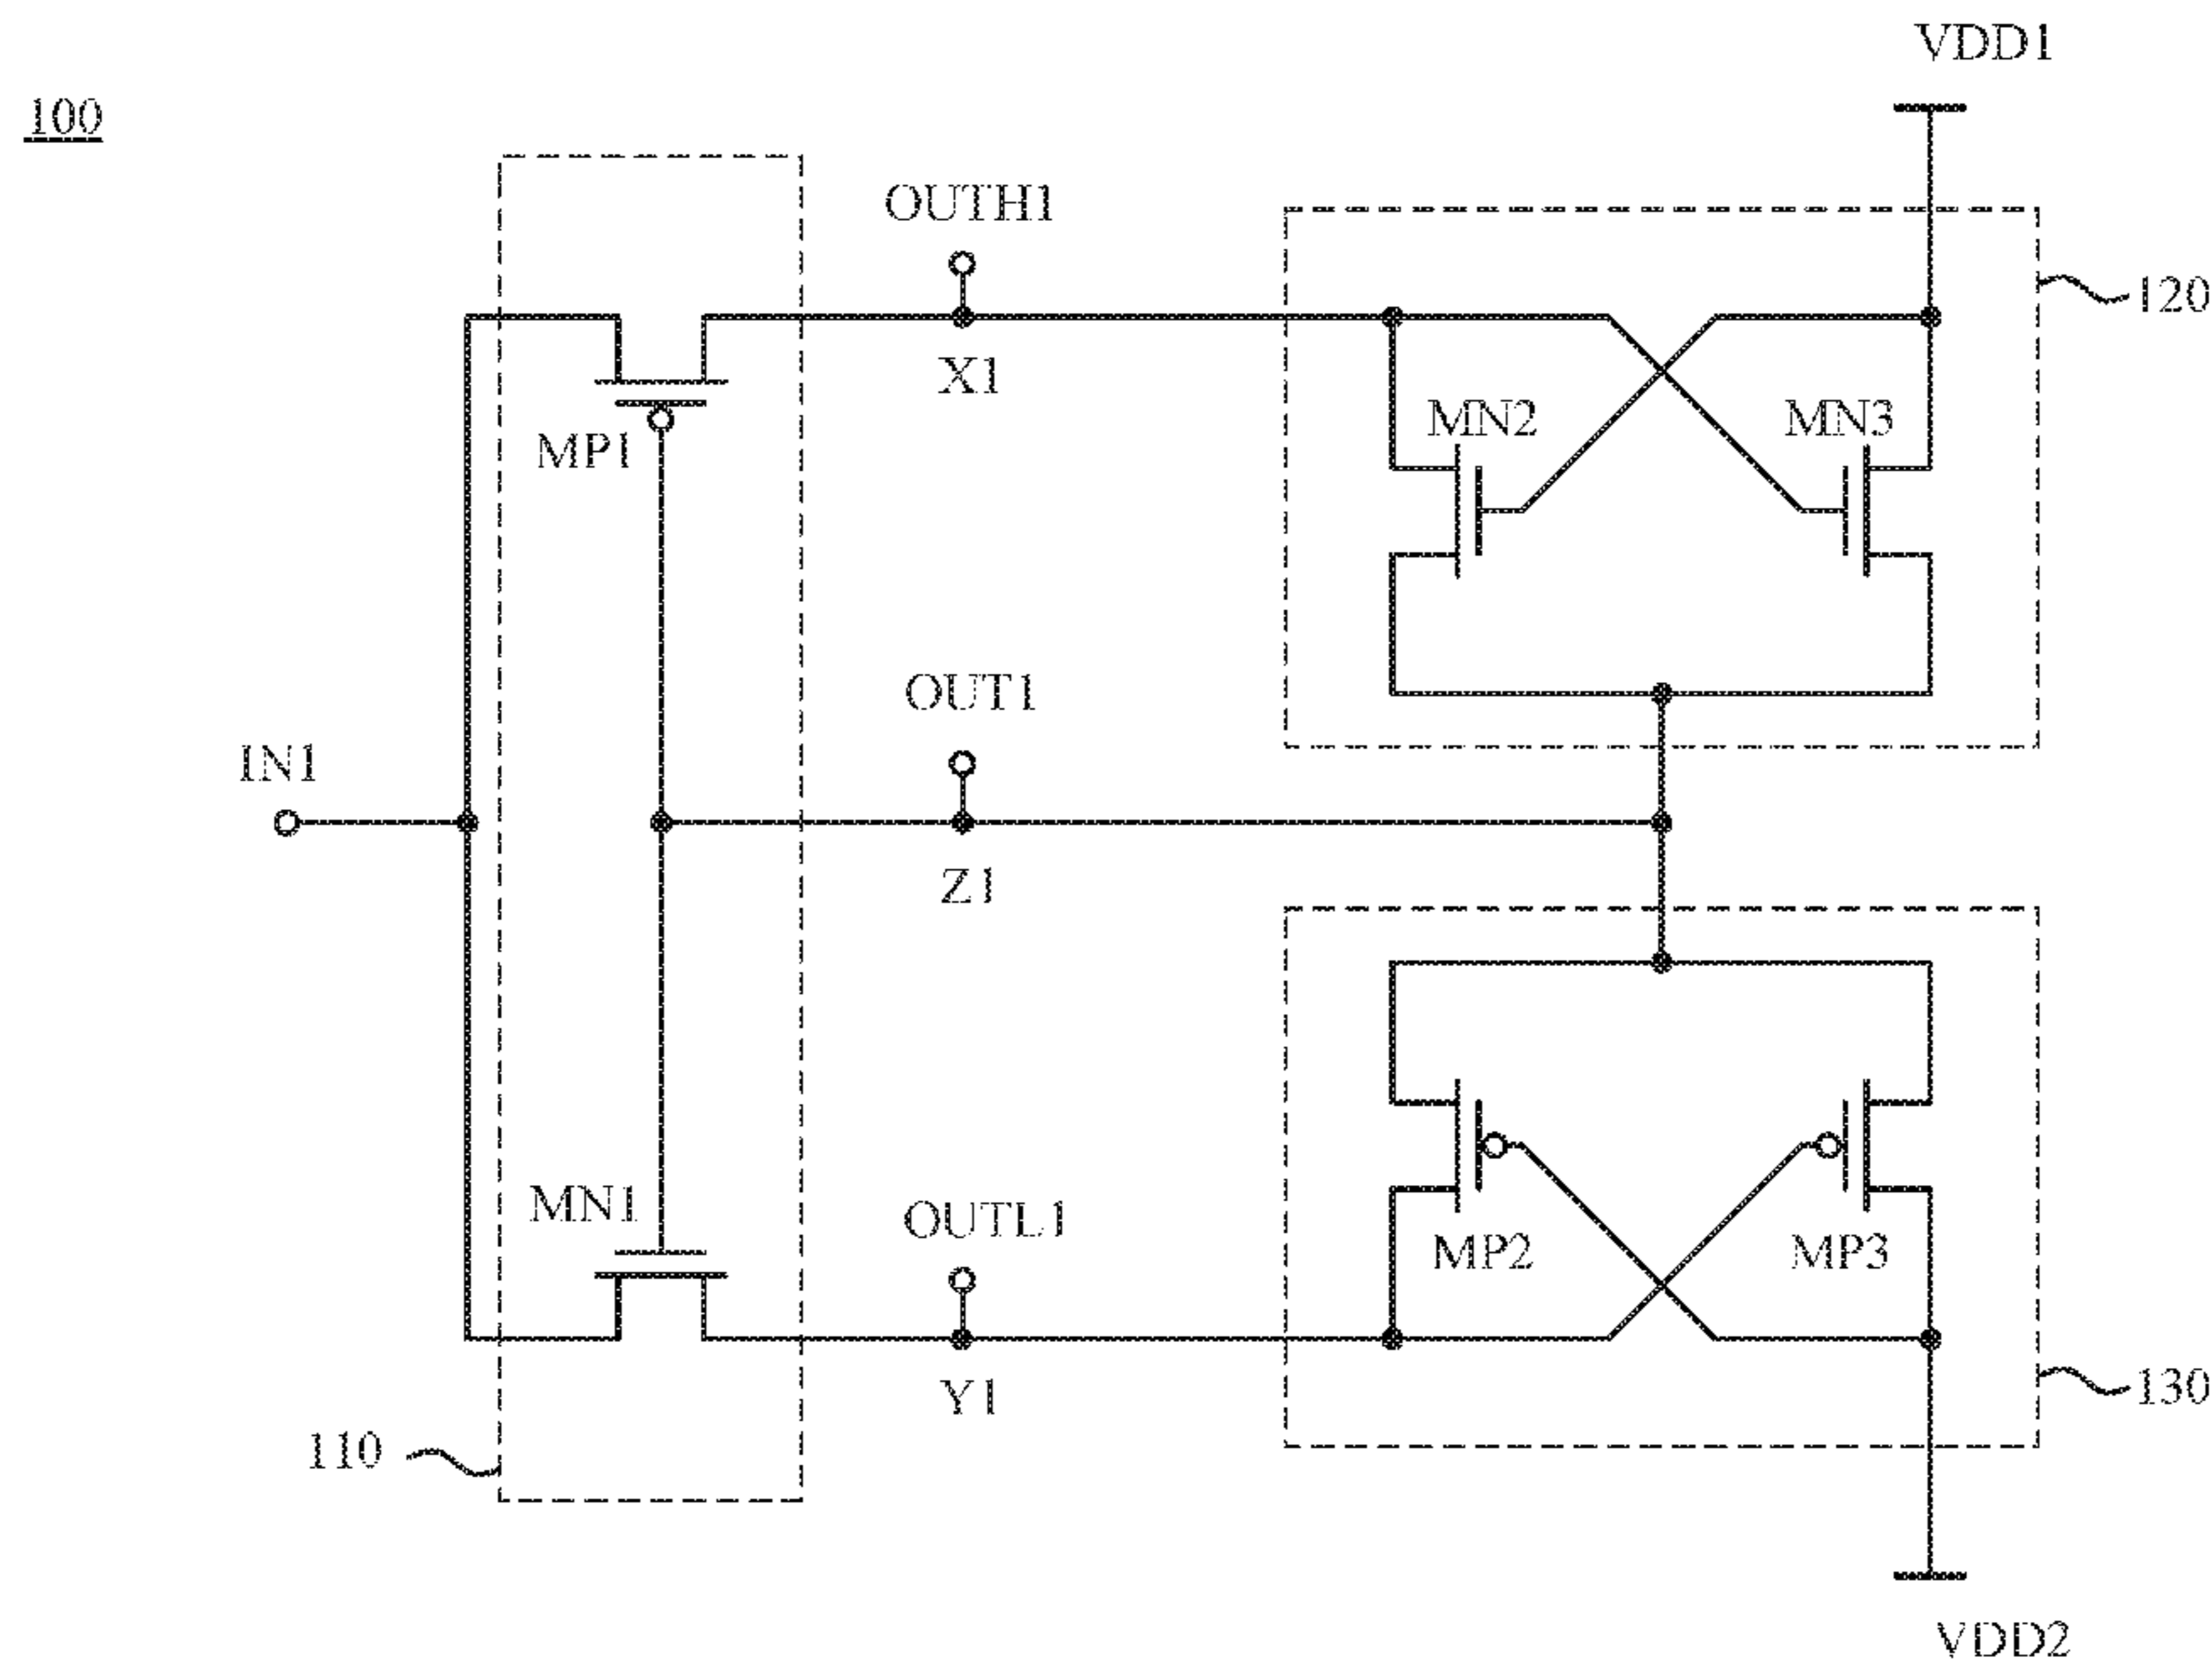 VDD1
100
OUTH1
120
X1
MN2
MN3
MP1
OUT1
IN1
Z1
MN1
OUTL1
MP2
MP3
Y1
130
110
VDD2